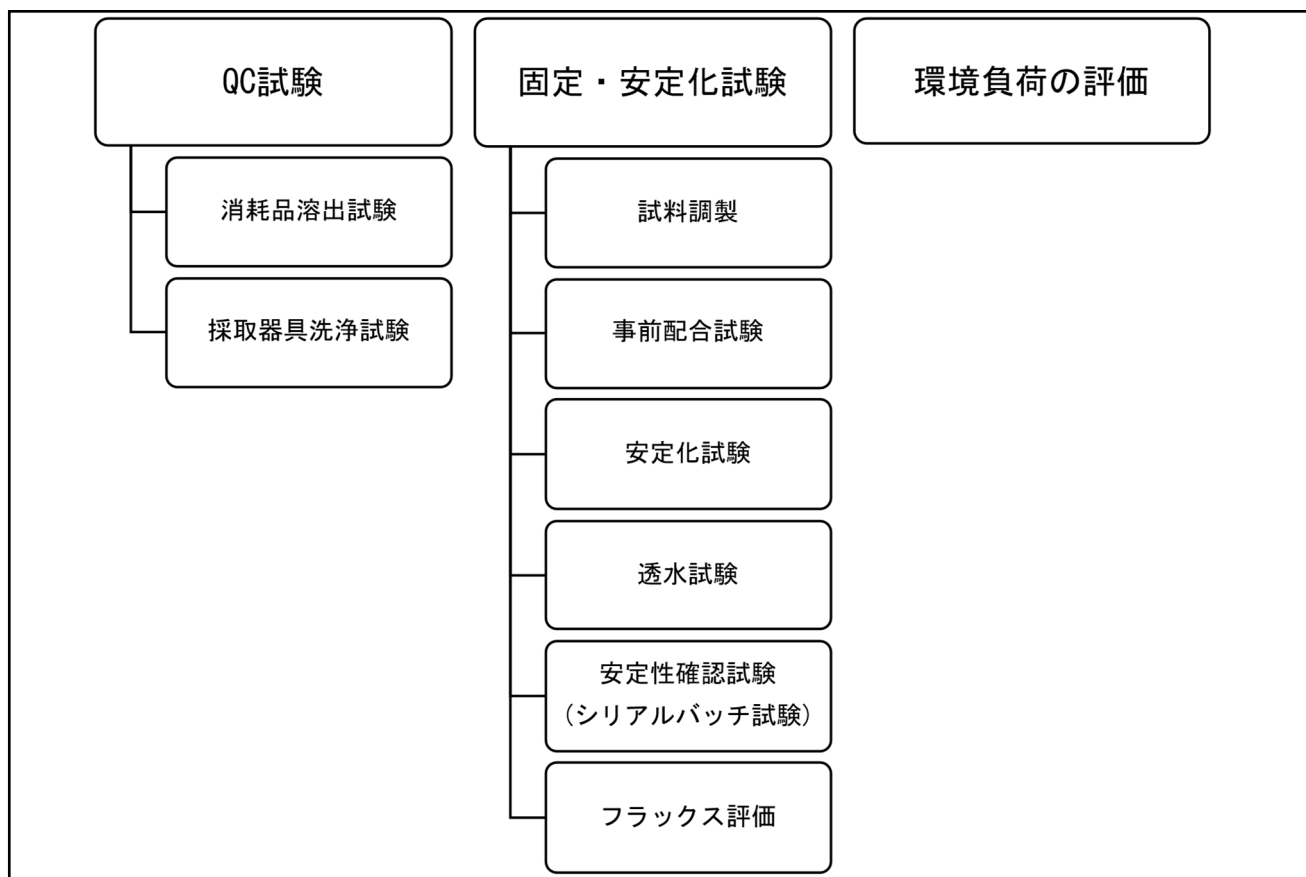 QC試験
消耗品溶出試験
採取器具洗浄試験
固定・安定化試験
試料調製
事前配合試験
安定化試験
透水試験
安定性確認試験
(シリアルバッチ試験)
フラックス評価
環境負荷の評価